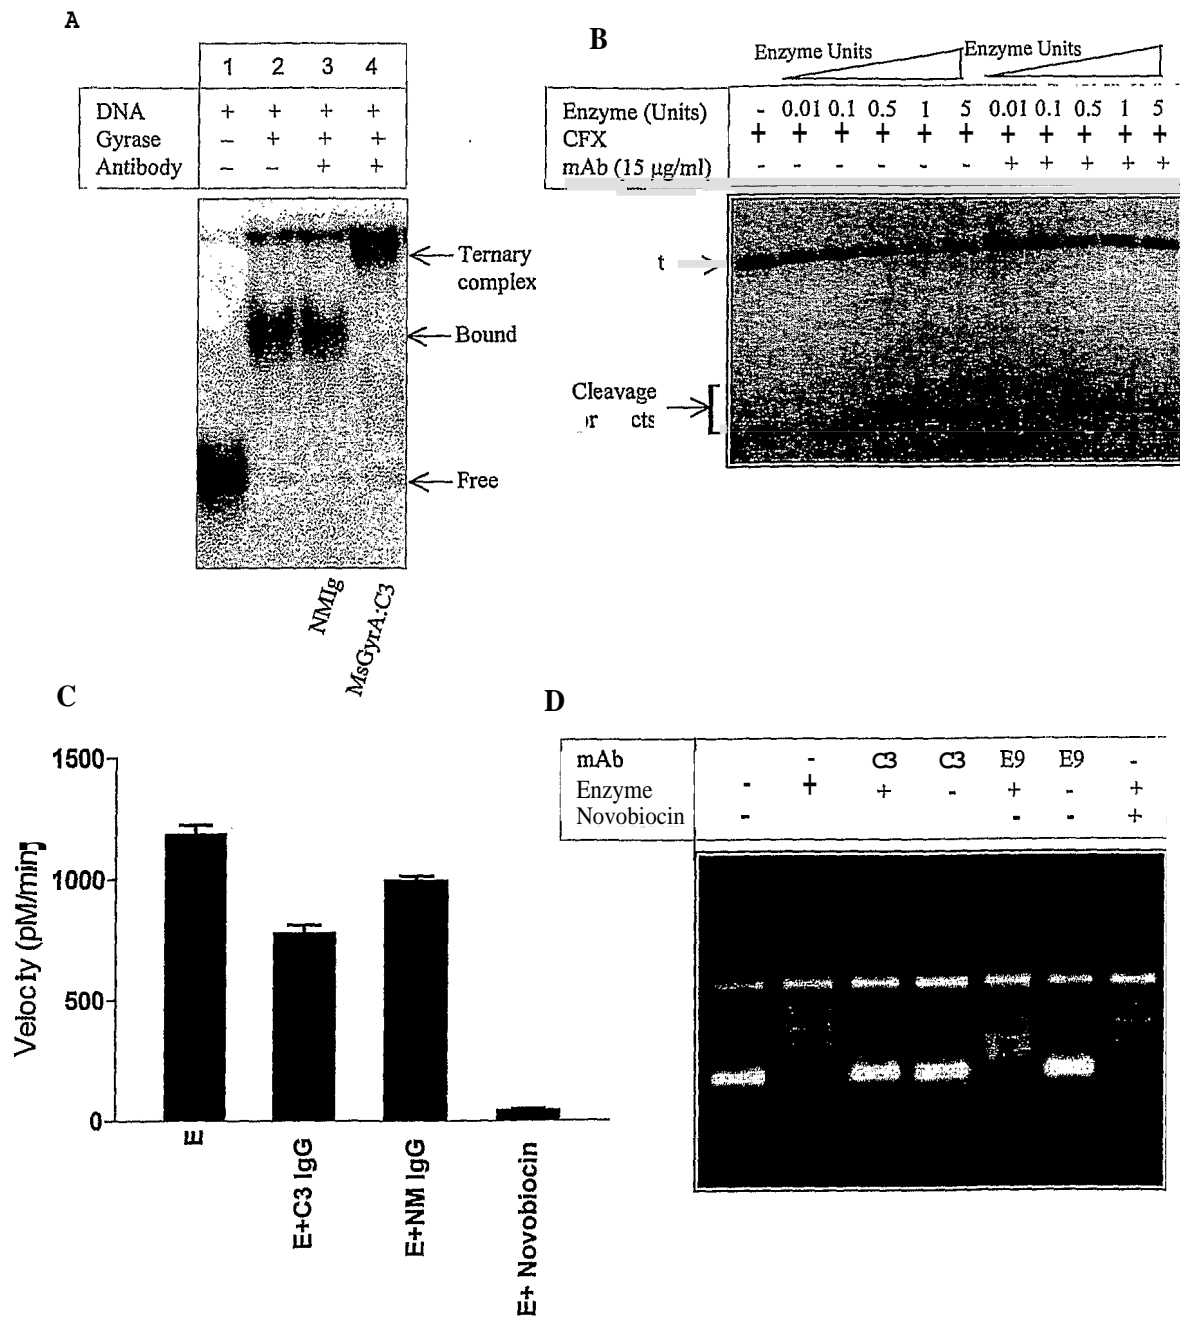 A
1 2 3 4
DNA + + + +
Gyrase - + + +
Antibody - - + +
Ternary
complex
Bound
Free
NMIg
MsGyrA:C3
B
Enzyme Units Enzyme Units
Enzyme (Units) - 0.01 0.1 0.5 1 5 0.01 0.1 0.5 1 5
CFX + + + + + + + + + + +
mAb (15 µg/ml) - - - - - - + + + + +
t
Cleavage
cts
C
Velocity (pM/min)
1500
1000
500
0
E
E+C3 IgG
E+NM IgG
E+ Novobiocin
D
mAb - C3 C3 E9 E9 -
Enzyme - + + - + - +
Novobiocin - - - +